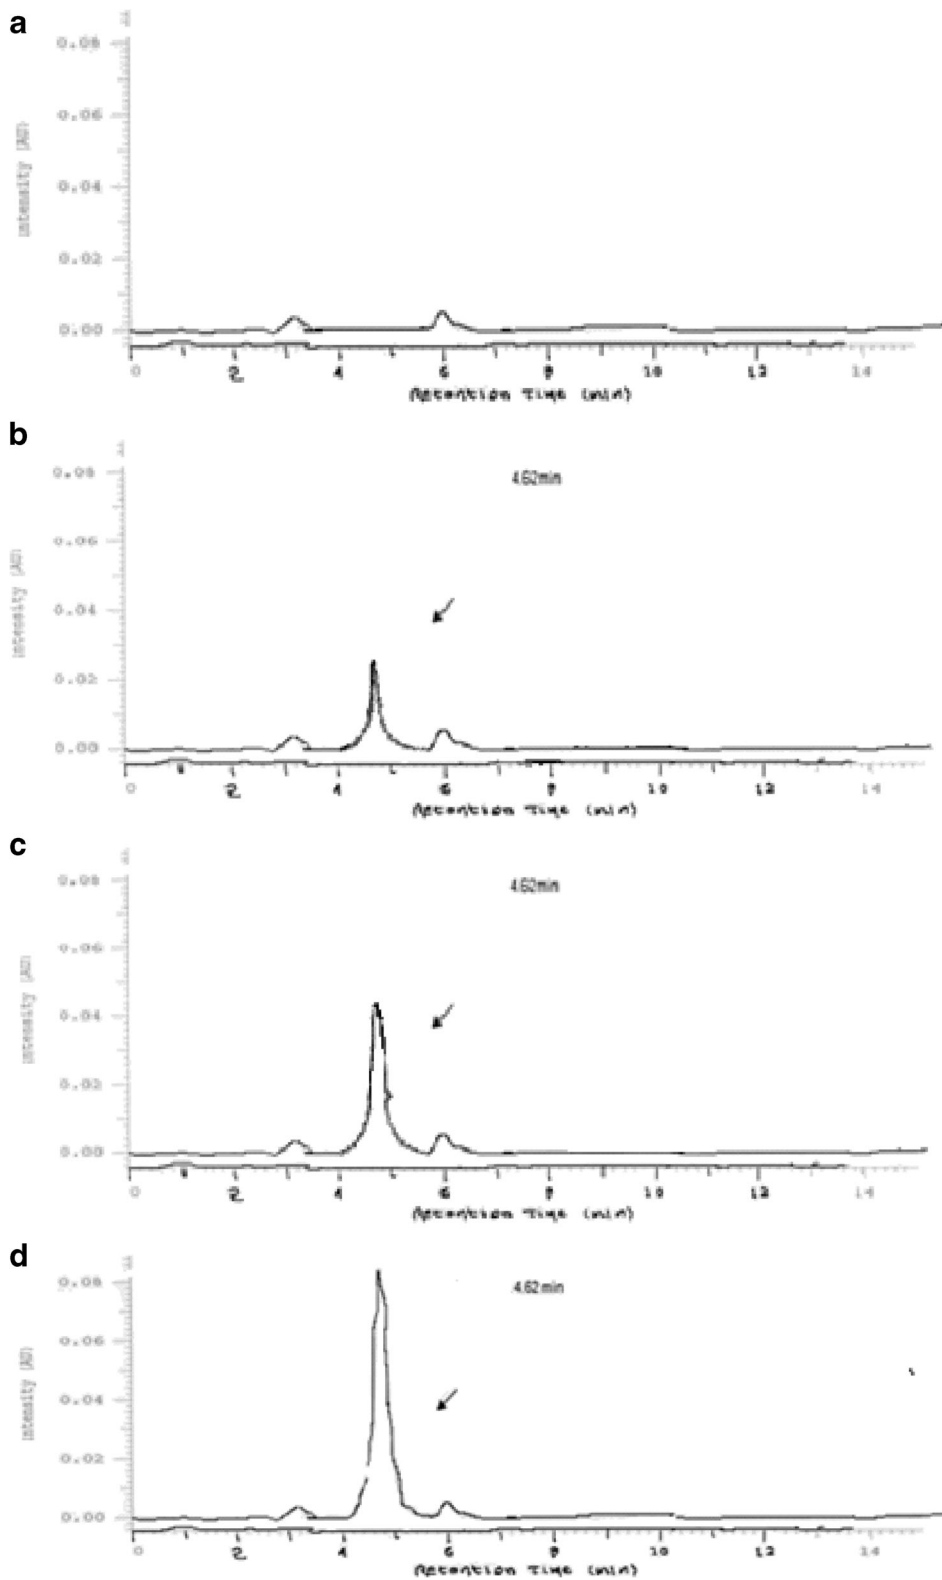 a
0.08
0.06
0.04
0.02
0.00
Intensity (AU)
0 2 4 6 8 10 12 14
Retention Time (min)
b
4.62min
0.08
0.06
0.04
0.02
0.00
Intensity (AU)
0 2 4 6 8 10 12 14
Retention Time (min)
c
4.62min
0.08
0.06
0.04
0.02
0.00
Intensity (AU)
0 2 4 6 8 10 12 14
Retention Time (min)
d
4.62min
0.08
0.06
0.04
0.02
0.00
Intensity (AU)
0 2 4 6 8 10 12 14
Retention Time (min)